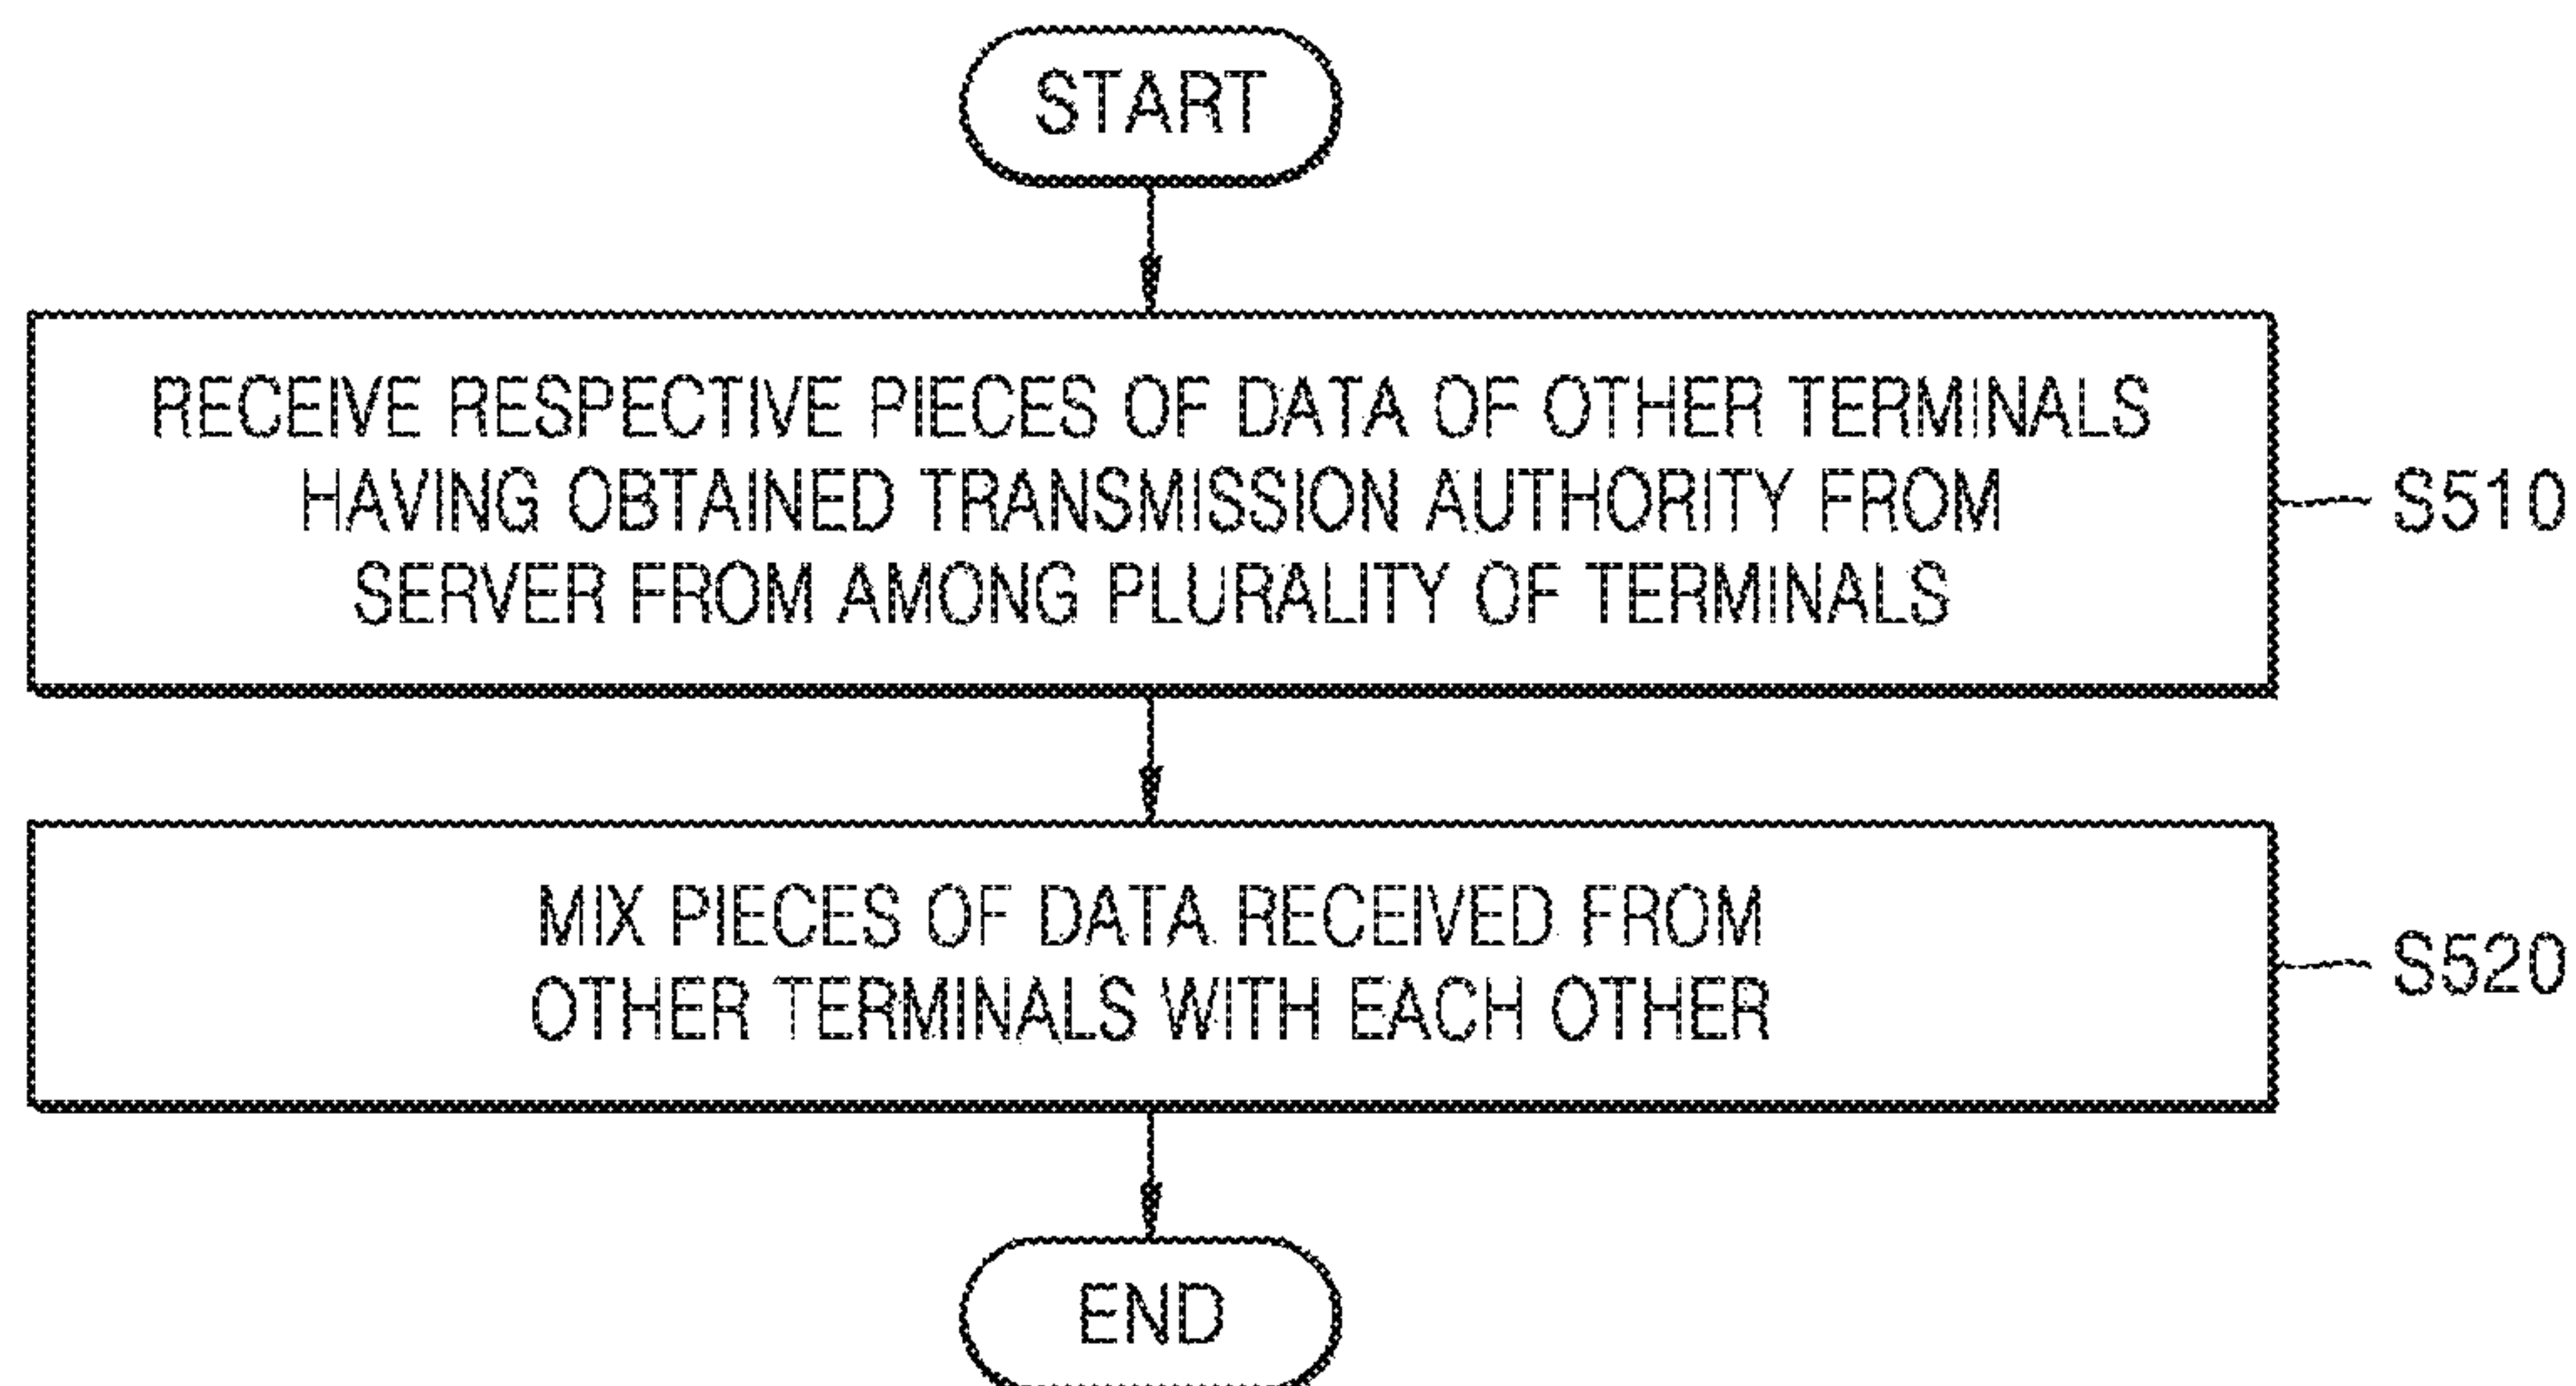 START
RECEIVE RESPECTIVE PIECES OF DATA OF OTHER TERMINALS
HAVING OBTAINED TRANSMISSION AUTHORITY FROM
SERVER FROM AMONG PLURALITY OF TERMINALS
S510
MIX PIECES OF DATA RECEIVED FROM
OTHER TERMINALS WITH EACH OTHER
S520
END